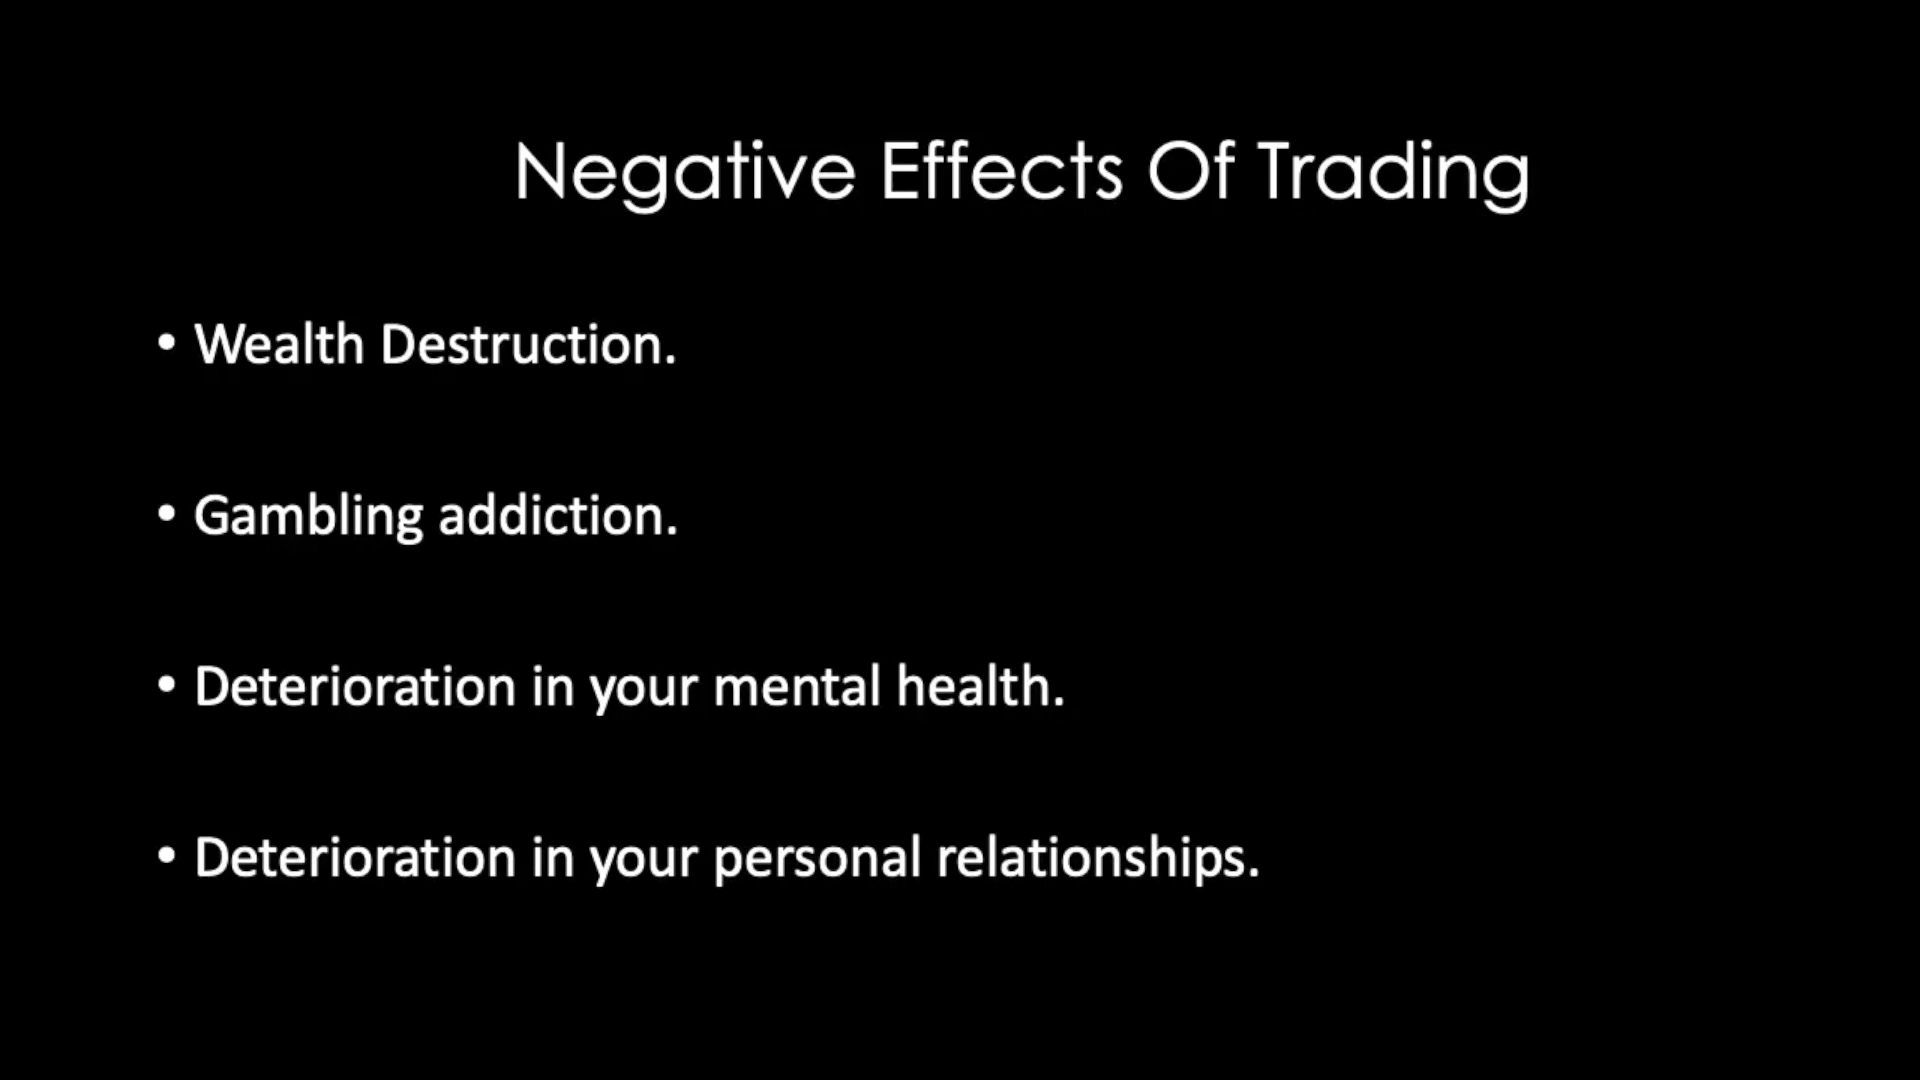 Negative Effects Of Trading
• Wealth Destruction.
• Gambling addiction.
• Deterioration in your mental health.
• Deterioration in your personal relationships.